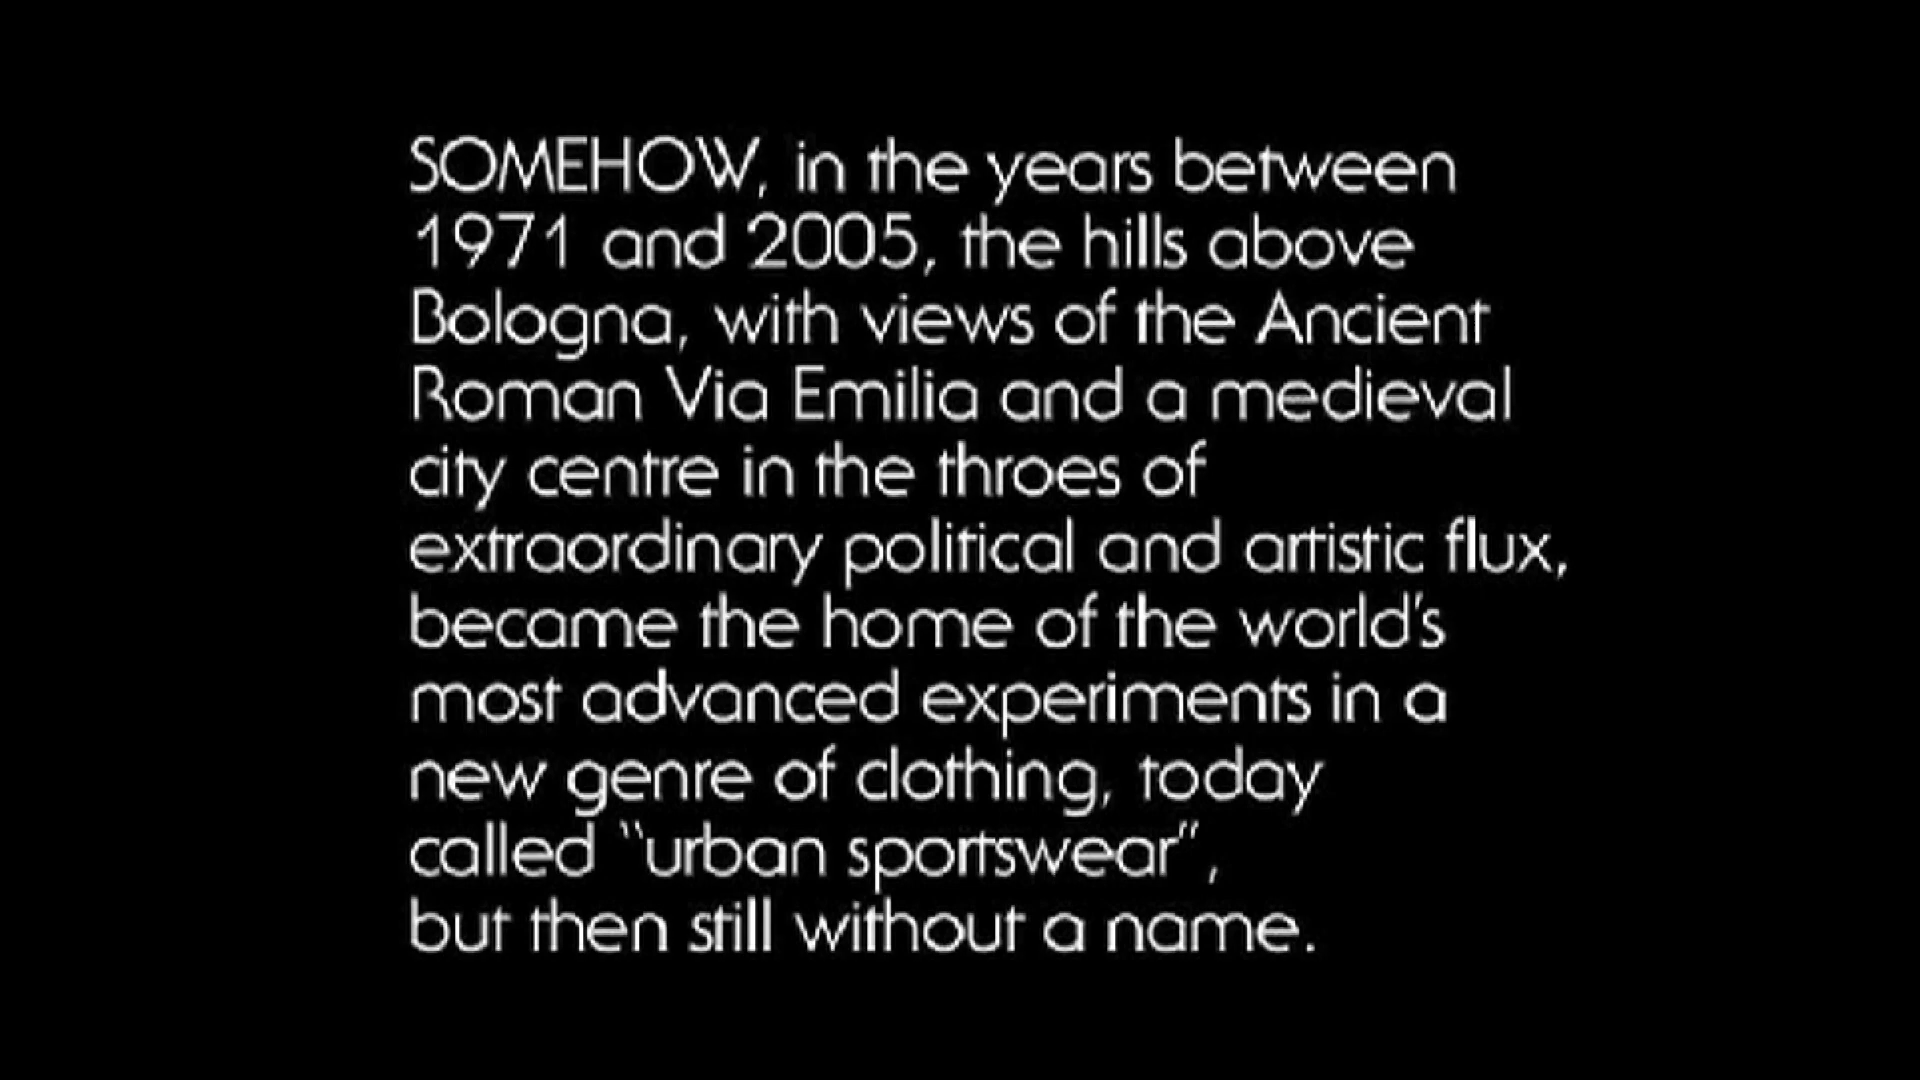 SOMEHOW, in the years between
1971 and 2005, the hills above
Bologna, with views of the Ancient
Roman Via Emilia and a medieval
city centre in the throes of
extraordinary political and artistic flux,
became the home of the world's
most advanced experiments in a
new genre of clothing, today
called "urban sportswear",
but then still without a name.